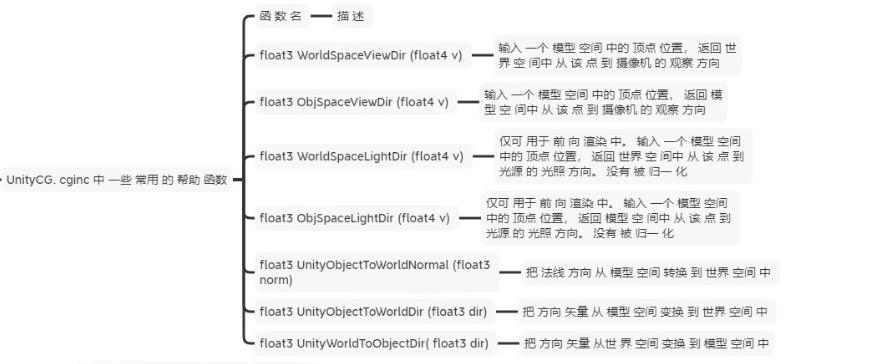 函 数 名
描 述
float3 WorldSpaceViewDir (float4 v)
输入 一个 模型 空间 中的 顶点 位置， 返回 世
界 空 间中 从 该 点 到 摄像机 的 观察 方向
float3 ObjSpaceViewDir (float4 v)
输入 一个 模型 空间 中的 顶点 位置， 返回 模
型 空 间中 从 该 点 到 摄像机 的 观察 方向
float3 WorldSpaceLightDir (float4 v)
仅可 用于 前 向 渲染 中。 输入 一个 模型 空间
中的 顶点 位置， 返回 世界 空 间中 从 该 点 到
光源 的 光照 方向。 没有 被 归一 化
UnityCG. cginc 中 一些 常用 的 帮助 函数
float3 ObjSpaceLightDir (float4 v)
仅可 用于 前 向 渲染 中。 输入 一个 模型 空间
中的 顶点 位置， 返回 模型 空 间中 从 该 点 到
光源 的 光照 方向。 没有 被 归一 化
float3 UnityObjectToWorldNormal (float3
norm)
把 法线 方向 从 模型 空间 转换 到 世界 空间 中
float3 UnityObjectToWorldDir (float3 dir)
把 方向 矢量 从 模型 空间 变换 到 世界 空间 中
float3 UnityWorldToObjectDir( float3 dir)
把 方向 矢量 从世 界 空间 变换 到 模型 空间 中